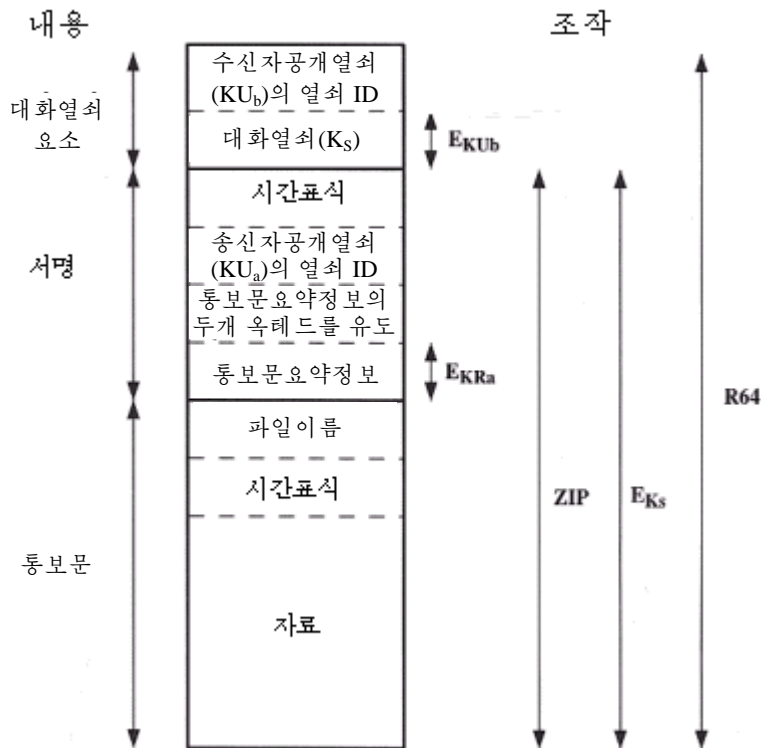 내용
조작
대화열쇠
요소
수신자공개열쇠
(KUb)의 열쇠 ID
대화열쇠(KS)
EKUb
서명
시간표식
송신자공개열쇠
(KUa)의 열쇠 ID
통보문요약정보의
두개 옥테드를 유도
통보문요약정보
EKRa
R64
통보문
파일이름
시간표식
자료
ZIP
EKs